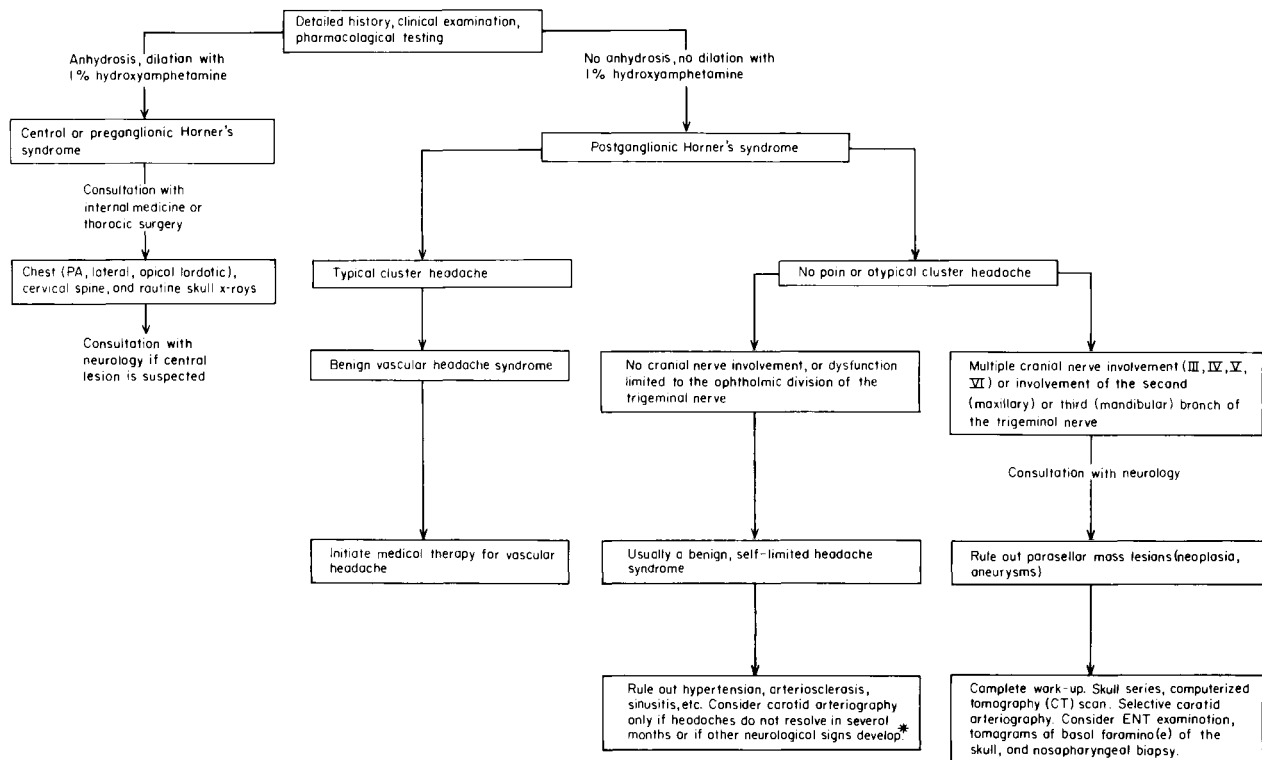 Detailed history, clinical examination,
pharmacological testing
Anhydrosis, dilation with
1% hydroxyamphetamine
No anhydrosis, no dilation with
1% hydroxyamphetamine
Central or preganglionic Horner's
syndrome
Postganglionic Horner's syndrome
Consultation with
internal medicine or
thoracic surgery
Chest (PA, lateral, apical lordotic),
cervical spine, and routine skull x-rays
Typical cluster headache
No pain or atypical cluster headache
Consultation with
neurology if central
lesion is suspected
Benign vascular headache syndrome
No cranial nerve involvement, or dysfunction
limited to the ophthalmic division of the
trigeminal nerve
Multiple cranial nerve involvement (III, IV, V,
VI) or involvement of the second
(maxillary) or third (mandibular) branch of
the trigeminal nerve
Consultation with neurology
Initiate medical therapy for vascular
headache
Usually a benign, self-limited headache
syndrome
Rule out parasellar mass lesions (neoplasia,
aneurysms)
Rule out hypertension, arteriosclerasis,
sinusitis, etc. Consider carotid arteriography
only if headaches do not resolve in several
months or if other neurological signs develop.*
Complete work-up. Skull series, computerized
tomography (CT) scan. Selective carotid
arteriography. Consider ENT examination,
tomograms of basal foramina(e) of the
skull, and nasopharyngeal biopsy.